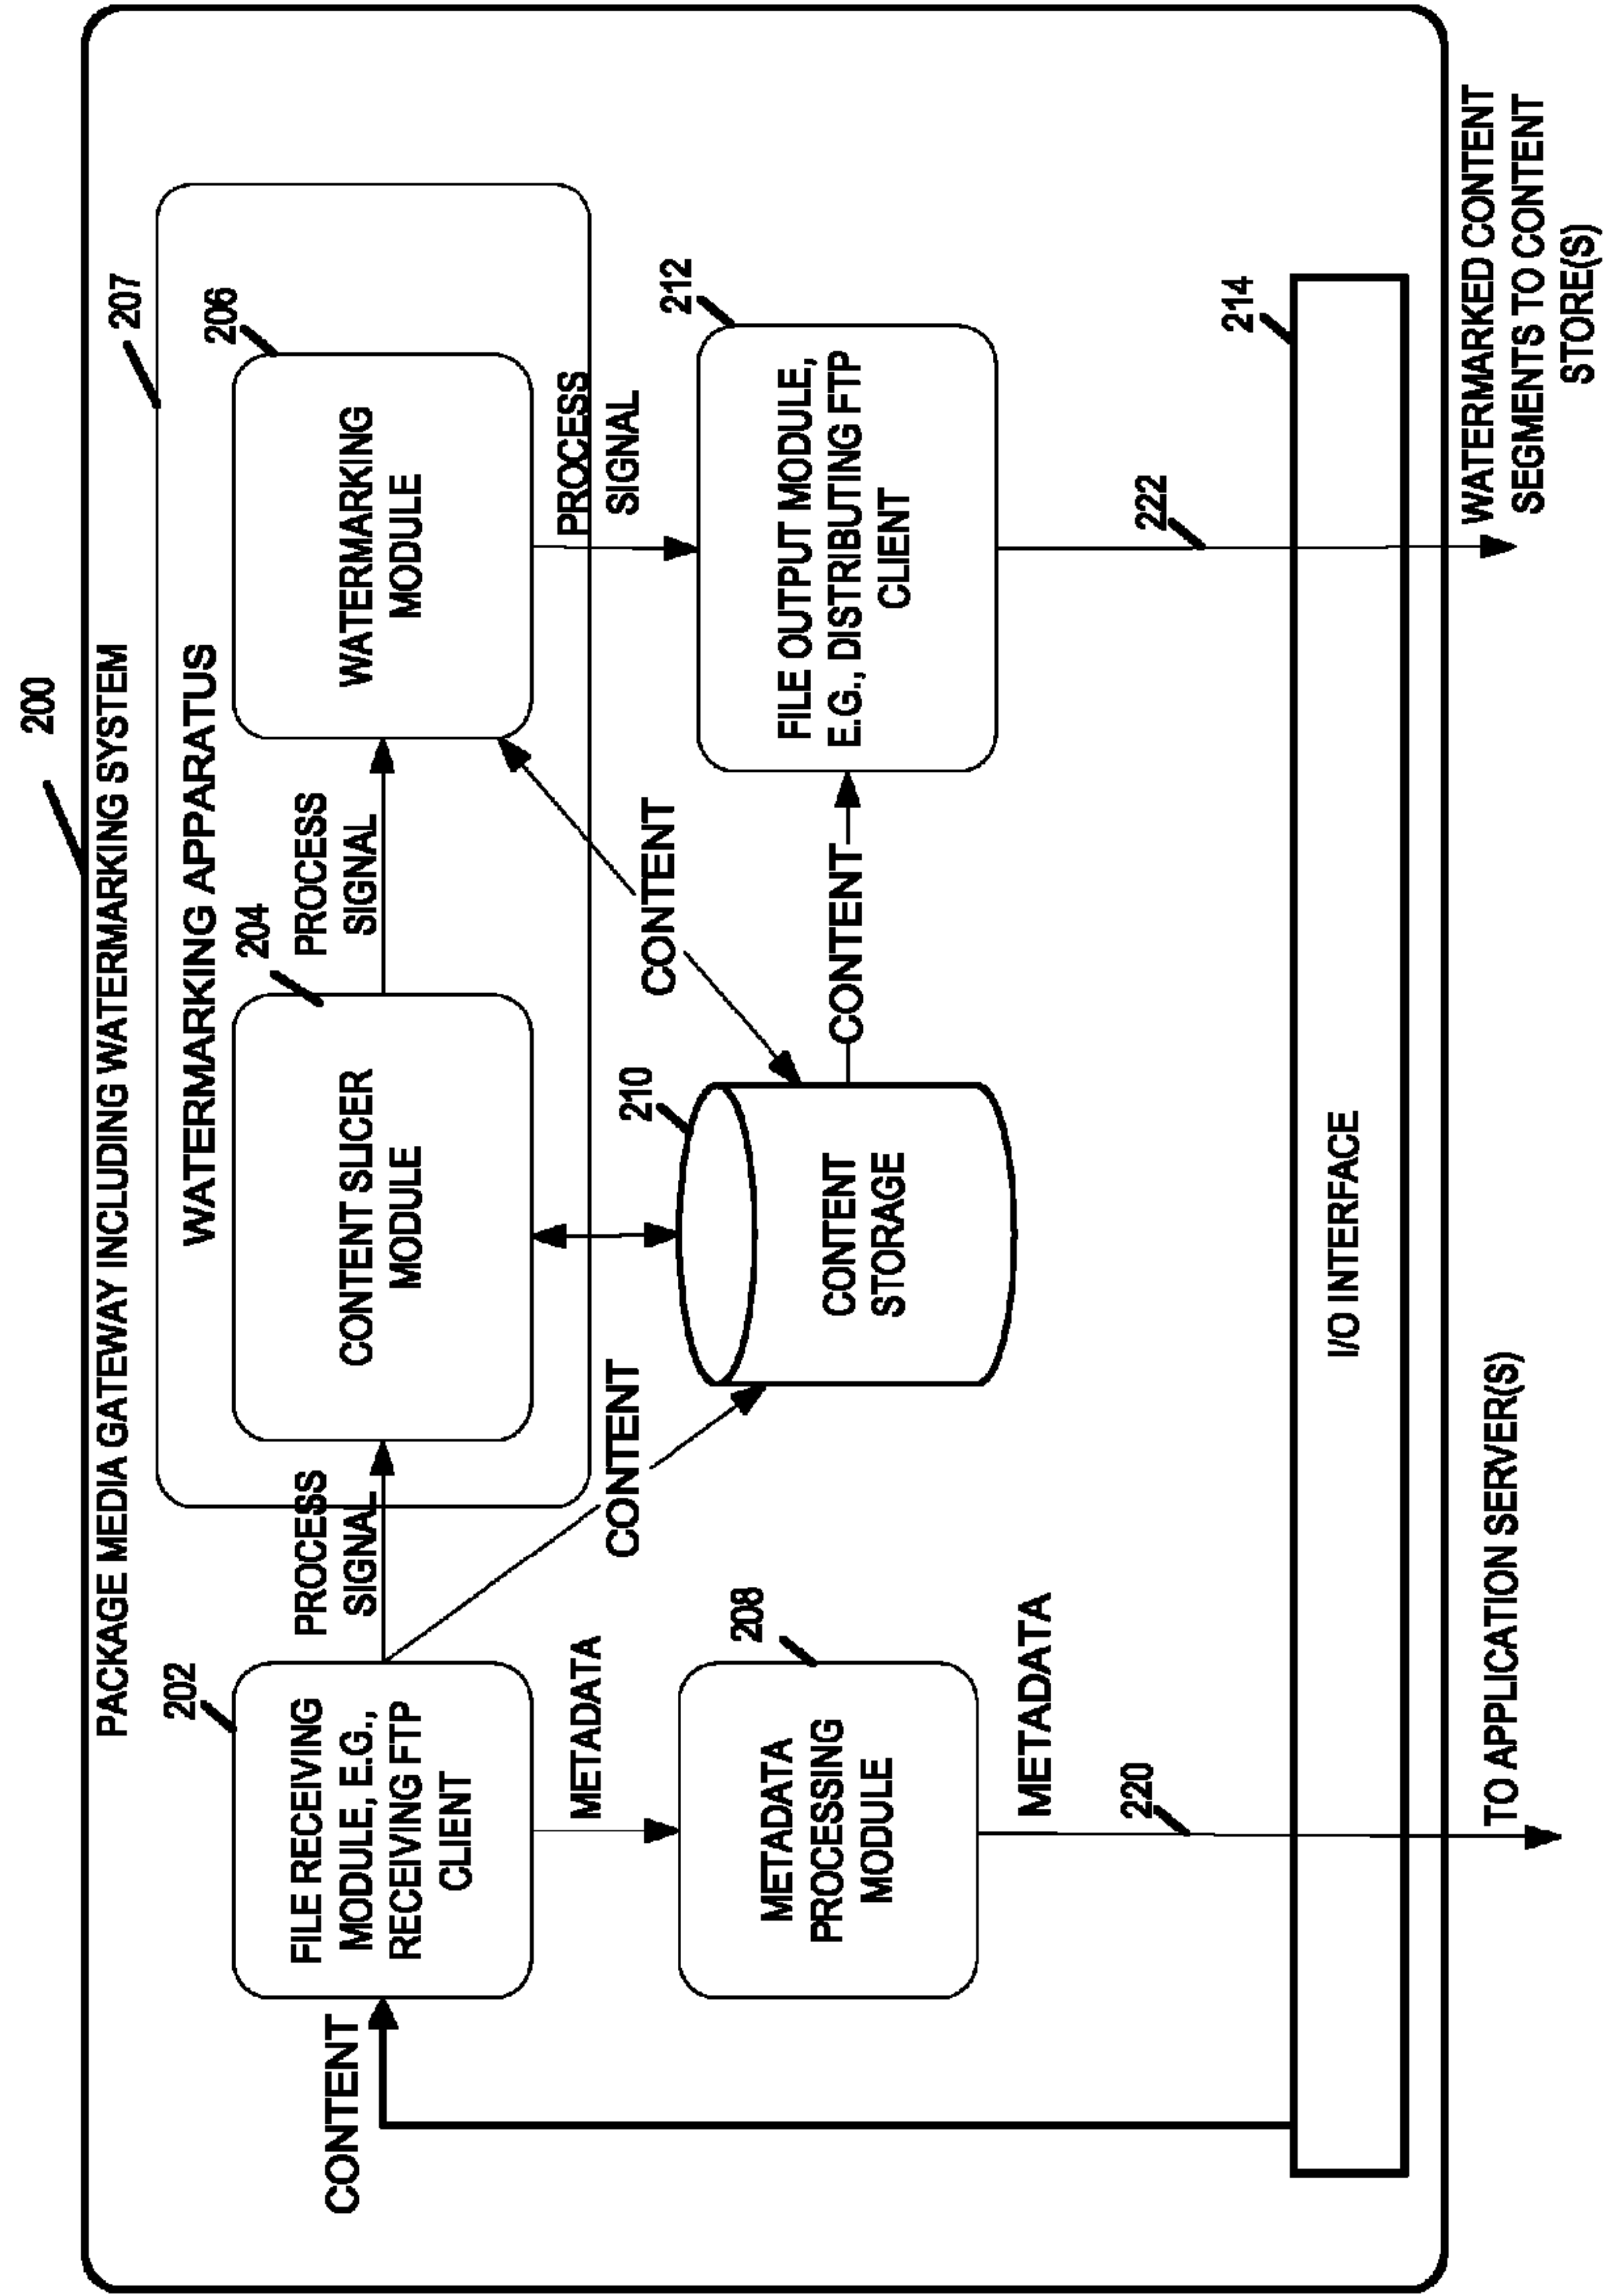 200
PACKAGE MEDIA GATEWAY INCLUDING WATERMARKING SYSTEM
207
WATERMARKING APPARATUS
202
FILE RECEIVING
MODULE, E.G.,
RECEIVING FTP
CLIENT
CONTENT
PROCESS
SIGNAL
204
CONTENT SLICER
MODULE
PROCESS
SIGNAL
206
WATERMARKING
MODULE
METADATA
CONTENT
CONTENT
PROCESS
SIGNAL
208
METADATA
PROCESSING
MODULE
210
CONTENT
STORAGE
CONTENT
212
FILE OUTPUT MODULE,
E.G., DISTRIBUTING FTP
CLIENT
METADATA
220
222
214
I/O INTERFACE
TO APPLICATION SERVER(S)
WATERMARKED CONTENT
SEGMENTS TO CONTENT
STORE(S)